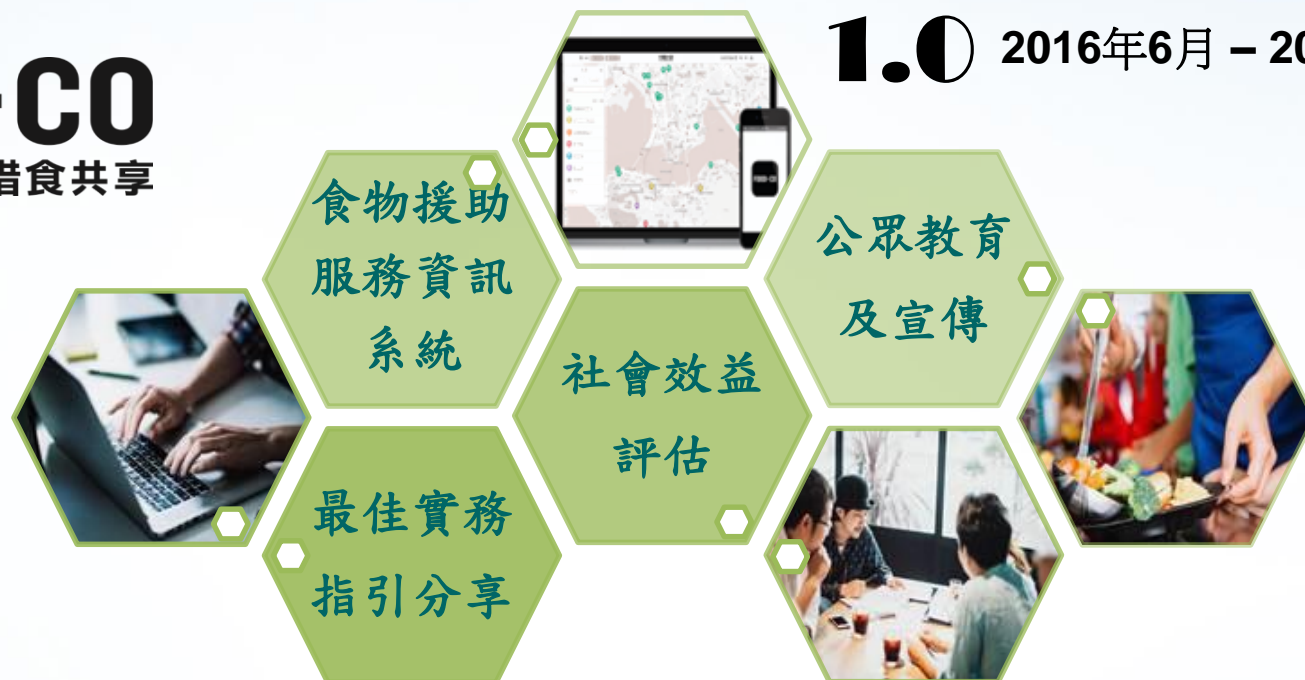 CO
惜食共享
1.0 2016年6月 – 20
食物援助
服務資訊
系統
公眾教育
及宣傳
社會效益
評估
最佳實務
指引分享